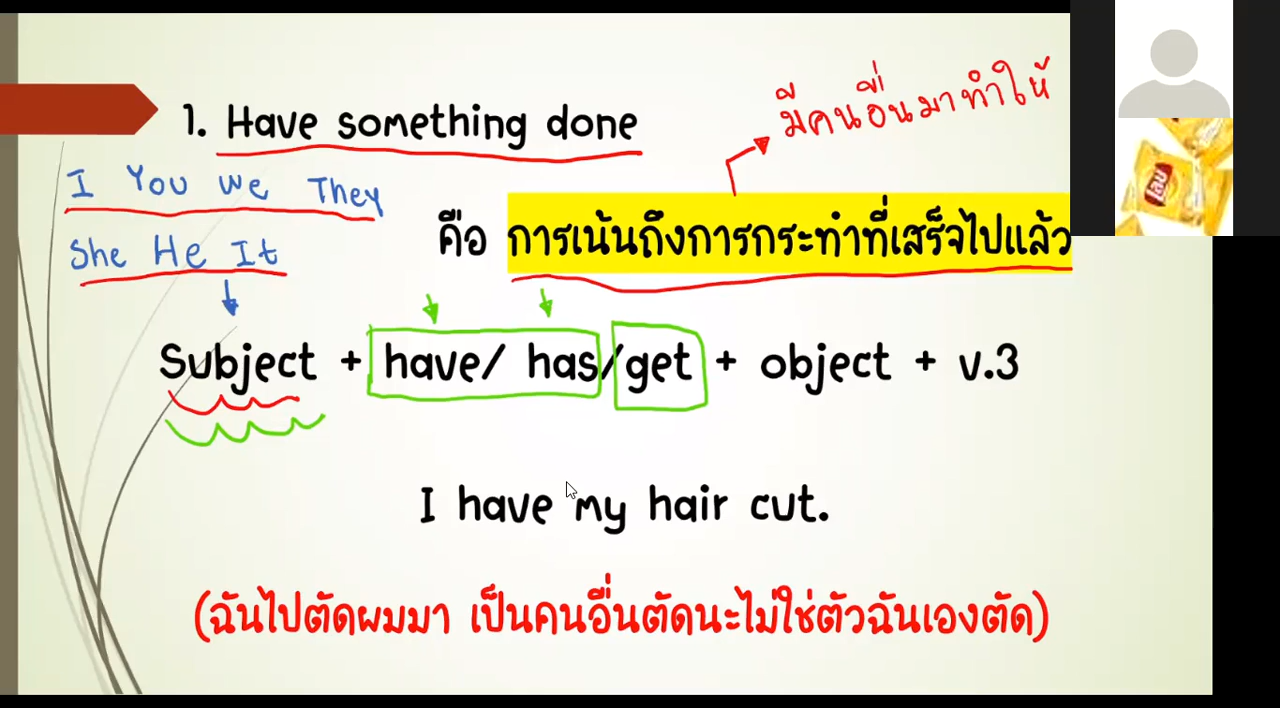 1. Have something done
มีคนอื่นมาทำให้
I You We They
She He It
คือ การเน้นถึงการกระทำที่เสร็จไปแล้ว
Subject + have/ has/get + object + v.3
I have my hair cut.
(ฉันไปตัดผมมา เป็นคนอื่นตัดนะไม่ใช่ตัวฉันเองตัด)
เลย์